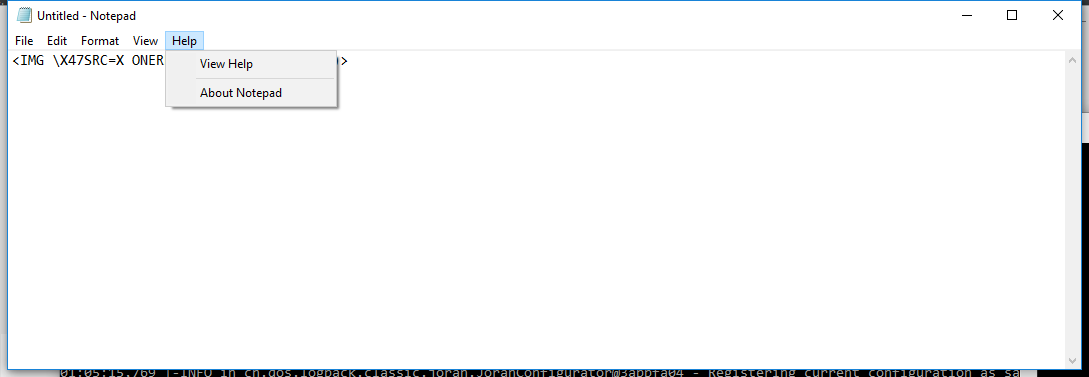 Untitled - Notepad
File Edit Format View Help
<IMG \X47SRC=X ONER >
View Help
About Notepad
01:05:15.769 |-INFO in ch.qos.logback.classic.joran.JoranConfigurator@3abbfa04 - Registering current configuration as sa